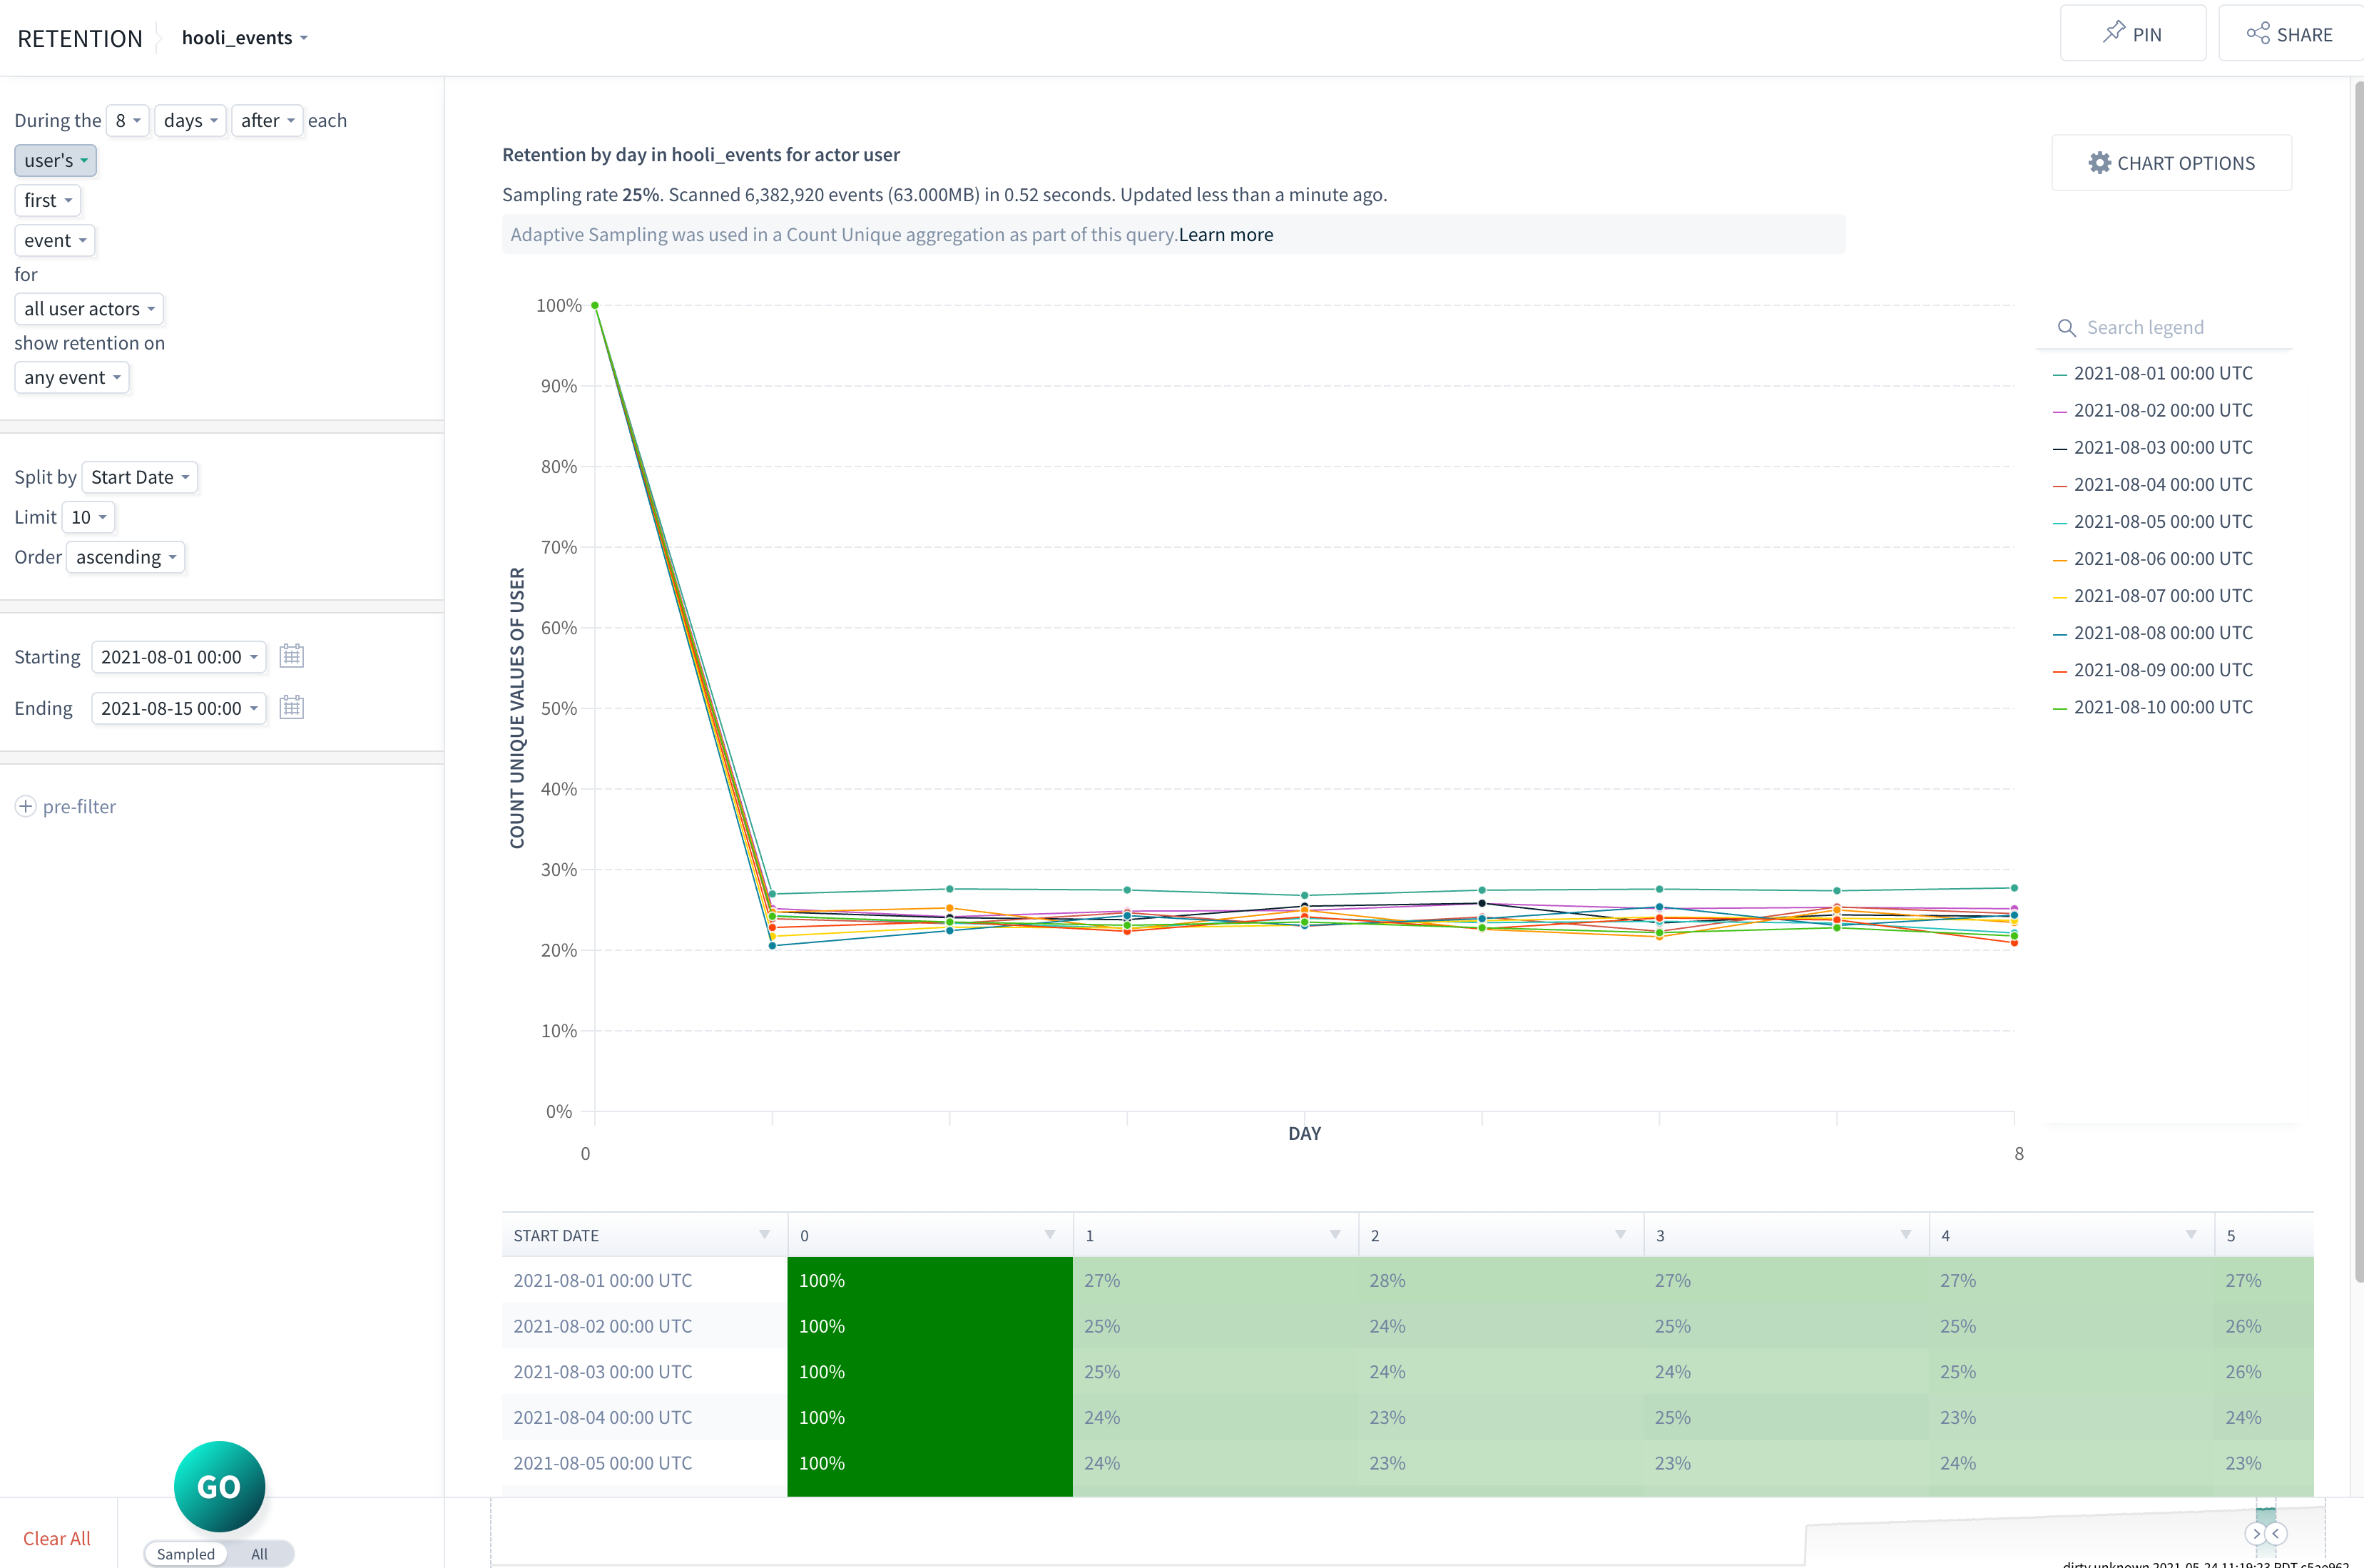 RETENTION hooli_events PIN SHARE
During the 8 days after each
user's
first
event
for
all user actors
show retention on
any event
Split by Start Date
Limit 10
Order ascending
Starting 2021-08-01 00:00
Ending 2021-08-15 00:00
pre-filter
GO
Clear All
Sampled All
Retention by day in hooli_events for actor user
CHART OPTIONS
Sampling rate 25%. Scanned 6,382,920 events (63.000MB) in 0.52 seconds. Updated less than a minute ago.
Adaptive Sampling was used in a Count Unique aggregation as part of this query.Learn more
COUNT UNIQUE VALUES OF USER
100%
90%
80%
70%
60%
50%
40%
30%
20%
10%
0%
DAY
0 8
Search legend
2021-08-01 00:00 UTC
2021-08-02 00:00 UTC
2021-08-03 00:00 UTC
2021-08-04 00:00 UTC
2021-08-05 00:00 UTC
2021-08-06 00:00 UTC
2021-08-07 00:00 UTC
2021-08-08 00:00 UTC
2021-08-09 00:00 UTC
2021-08-10 00:00 UTC
START DATE 0 1 2 3 4 5
2021-08-01 00:00 UTC 100% 27% 28% 27% 27% 27%
2021-08-02 00:00 UTC 100% 25% 24% 25% 25% 26%
2021-08-03 00:00 UTC 100% 25% 24% 24% 25% 26%
2021-08-04 00:00 UTC 100% 24% 23% 25% 23% 24%
2021-08-05 00:00 UTC 100% 24% 23% 23% 24% 23%
dirty unknown 2021-05-24 11:19:23 PDT c5ae962